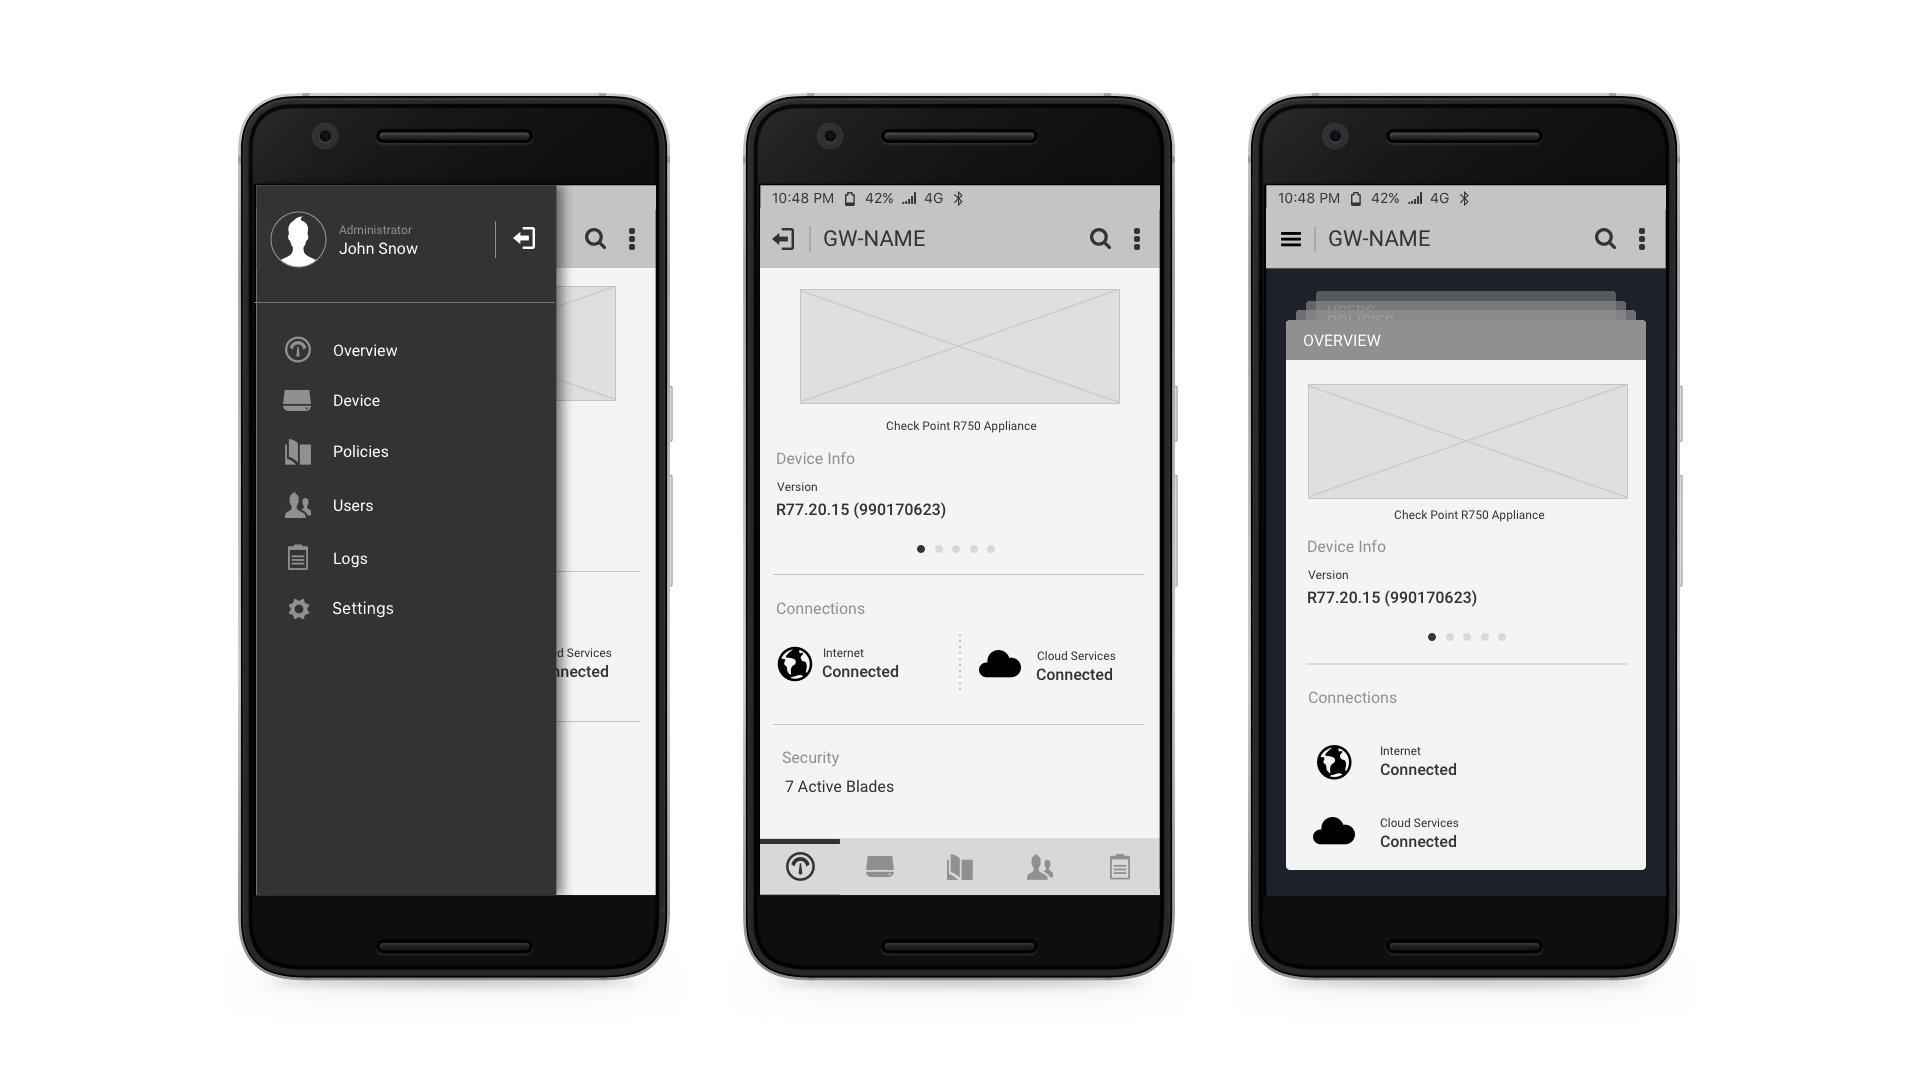 Administrator
John Snow
Overview
Device
Policies
Users
Logs
Settings
d Services
nnected
10:48 PM 42% 4G
GW-NAME
Check Point R750 Appliance
Device Info
Version
R77.20.15 (990170623)
Connections
Internet
Connected
Cloud Services
Connected
Security
7 Active Blades
10:48 PM 42% 4G
GW-NAME
USERS
POLICIES
OVERVIEW
Check Point R750 Appliance
Device Info
Version
R77.20.15 (990170623)
Connections
Internet
Connected
Cloud Services
Connected